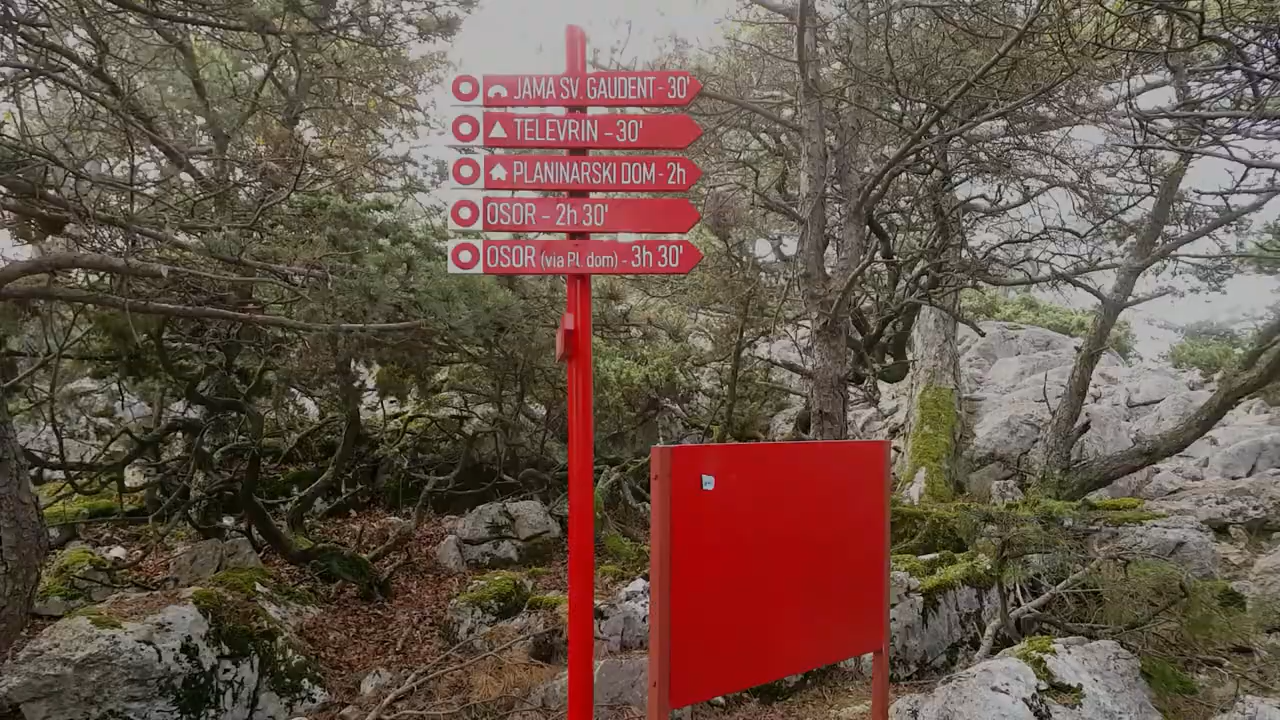 JAMA SV. GAUDENT - 30'
TELEVRIN - 30'
PLANINARSKI DOM - 2h
OSOR - 2h 30'
OSOR (via Pl. dom) - 3h 30'